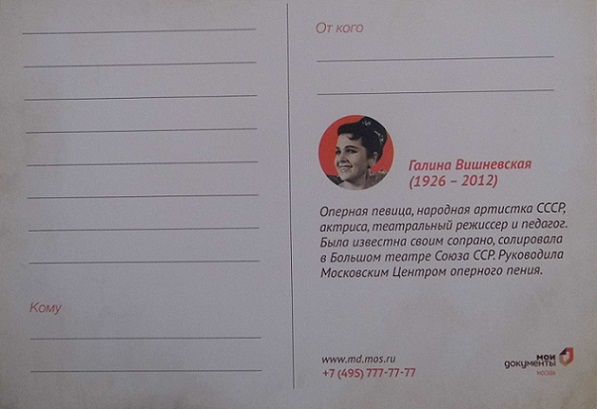 От кого
Галина Вишневская
(1926 – 2012)
Оперная певица, народная артистка СССР,
актриса, театральный режиссер и педагог.
Была известна своим сопрано, солировала
в Большом театре Союза ССР. Руководила
Московским Центром оперного пения.
Кому
www.md.mos.ru
+7 (495) 777-77-77
мои
документы
москва